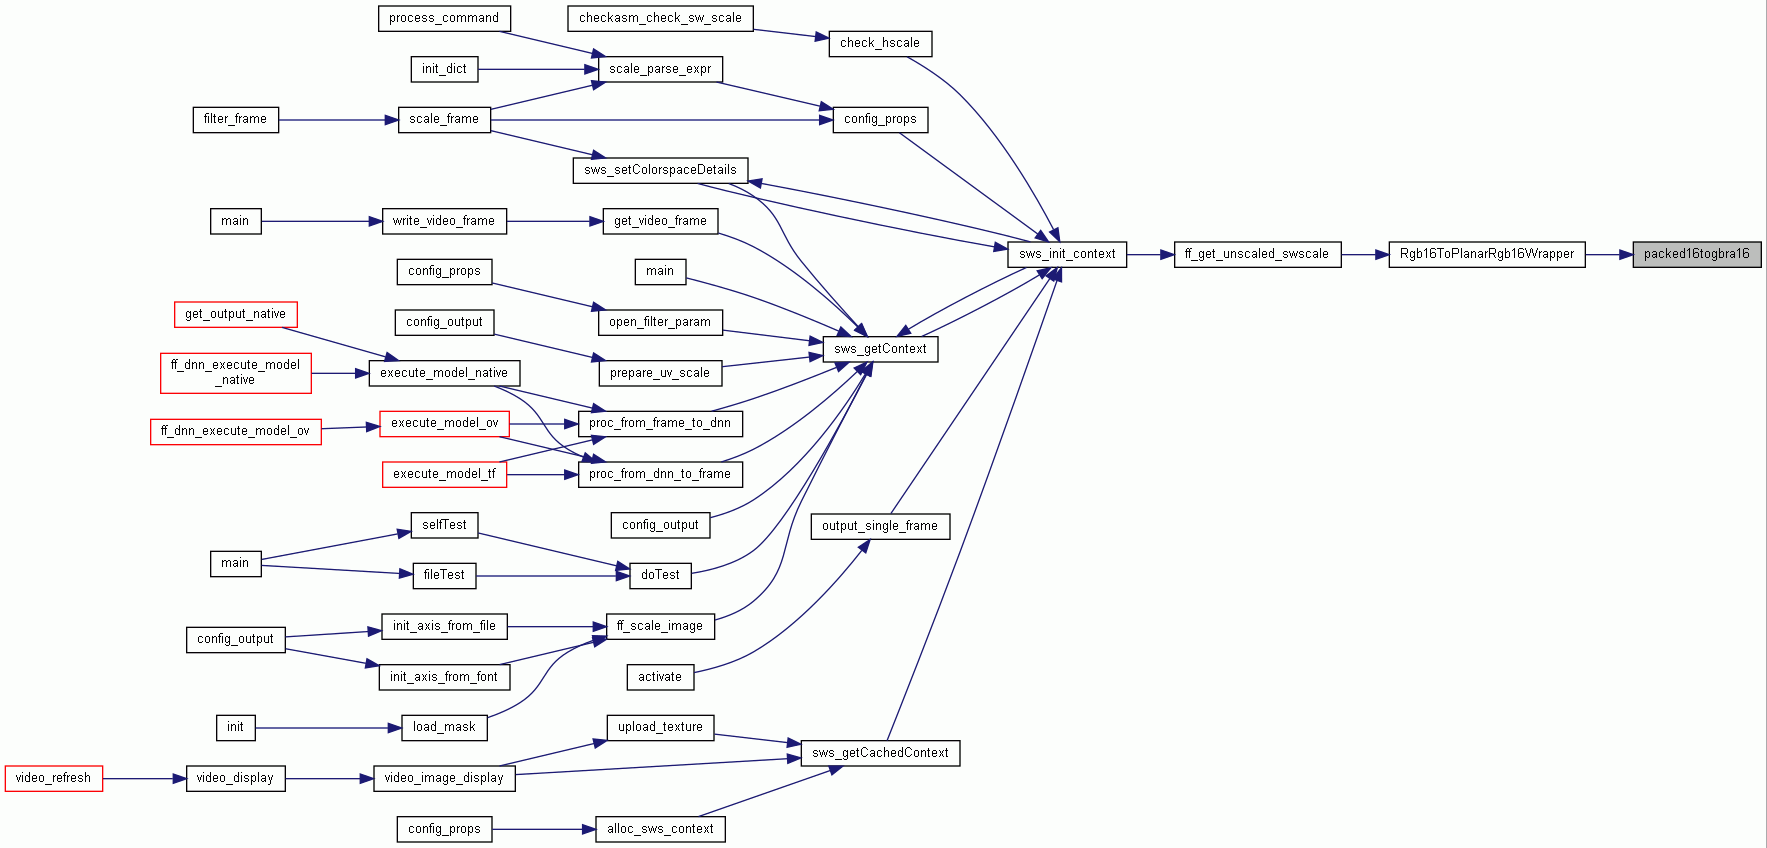 process_command
checkasm_check_sw_scale
check_hscale
init_dict
scale_parse_expr
filter_frame
scale_frame
config_props
sws_setColorspaceDetails
main
write_video_frame
get_video_frame
sws_init_context
ff_get_unscaled_swscale
Rgb16ToPlanarRgb16Wrapper
packed16togbra16
config_props
main
get_output_native
config_output
open_filter_param
sws_getContext
ff_dnn_execute_model
_native
execute_model_native
prepare_uv_scale
ff_dnn_execute_model_ov
execute_model_ov
proc_from_frame_to_dnn
execute_model_tf
proc_from_dnn_to_frame
selfTest
config_output
output_single_frame
main
fileTest
doTest
config_output
init_axis_from_file
ff_scale_image
init_axis_from_font
activate
init
load_mask
upload_texture
sws_getCachedContext
video_refresh
video_display
video_image_display
config_props
alloc_sws_context